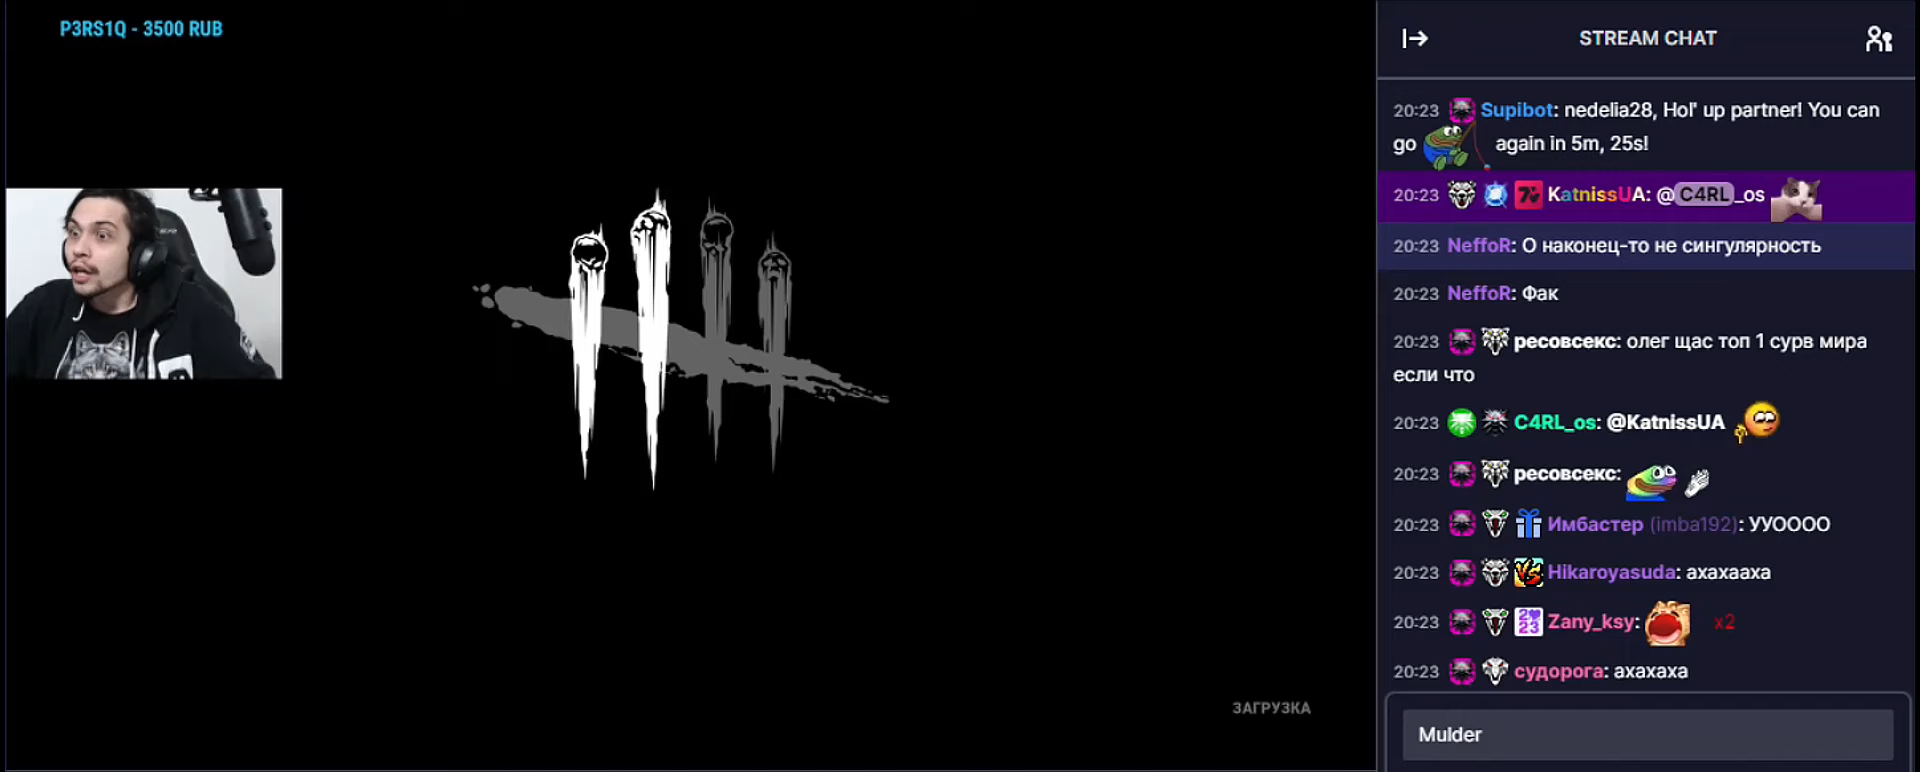 P3RS1Q - 3500 RUB
STREAM CHAT
20:23 Supibot: nedelia28, Hol' up partner! You can
go again in 5m, 25s!
20:23 KatnissUA: @C4RL_os
20:23 NeffoR: О наконец-то не сингулярность
20:23 NeffoR: Фак
20:23 ресовсекс: олег щас топ 1 сурв мира
если что
20:23 C4RL_os: @KatnissUA
20:23 ресовсекс:
20:23 Имбастер (imba192): УУОООО
20:23 VS Hikaroyasuda: ахахааха
20:23 2023 Zany_ksy: x2
20:23 судорога: ахахаха
ЗАГРУЗКА
Mulder